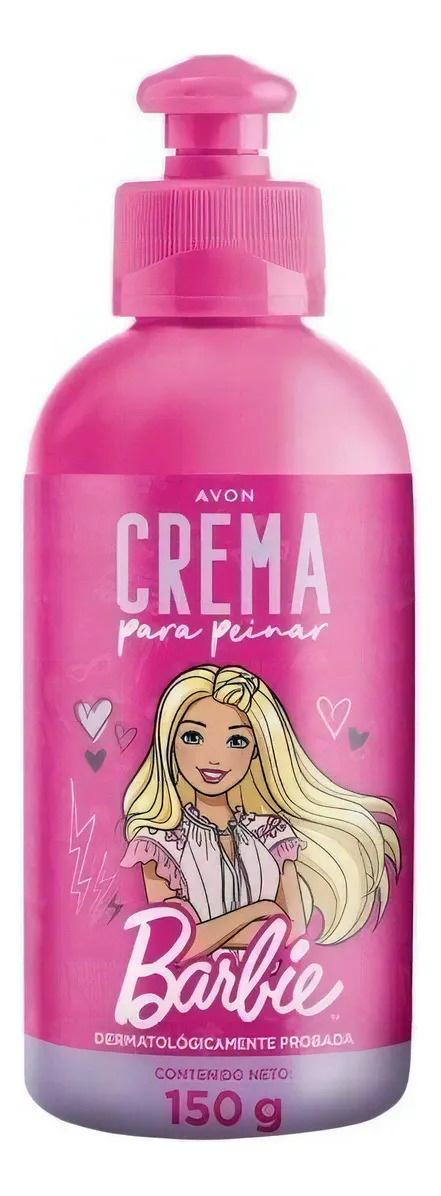 AVON
CREMA
para peinar
Barbie
DERMATOLÓGICAMENTE PROBADA
CONTENIDO NETO:
150 g